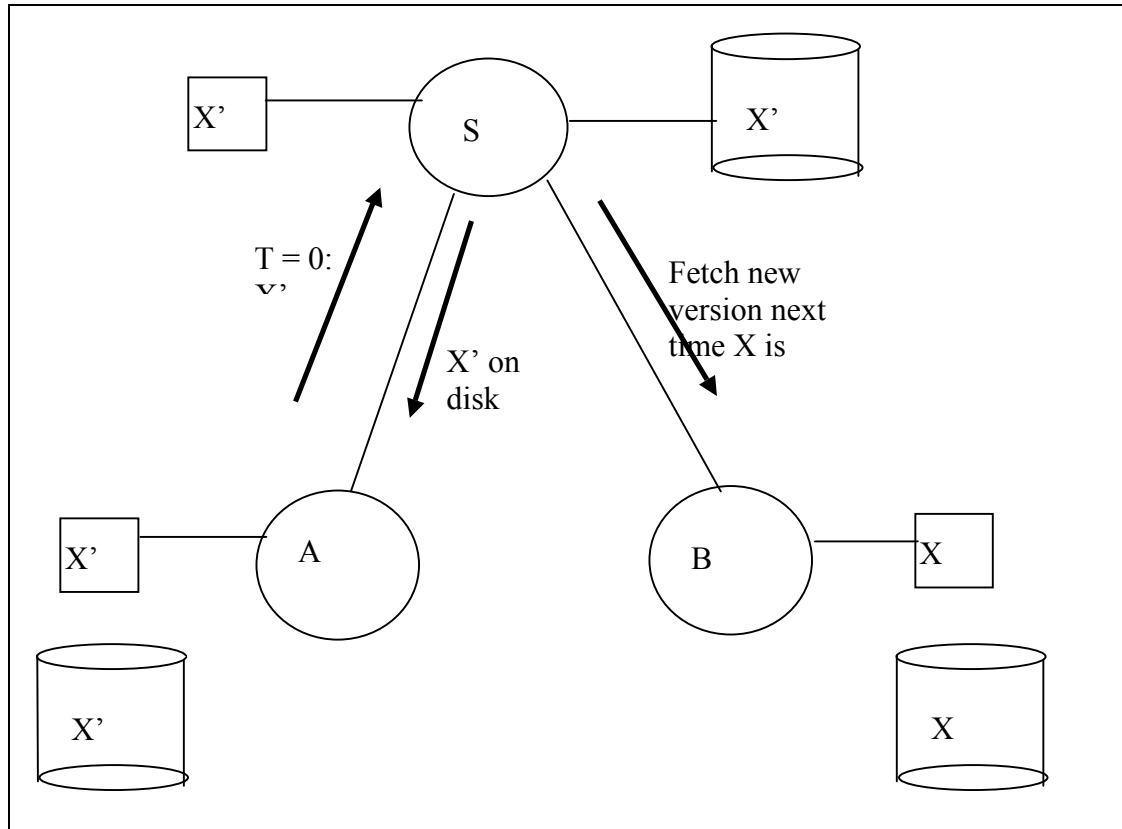 X’
S
X’
T = 0:
Fetch new
version next
time X is
X’ on
disk
X’
A
B
X
X’
X